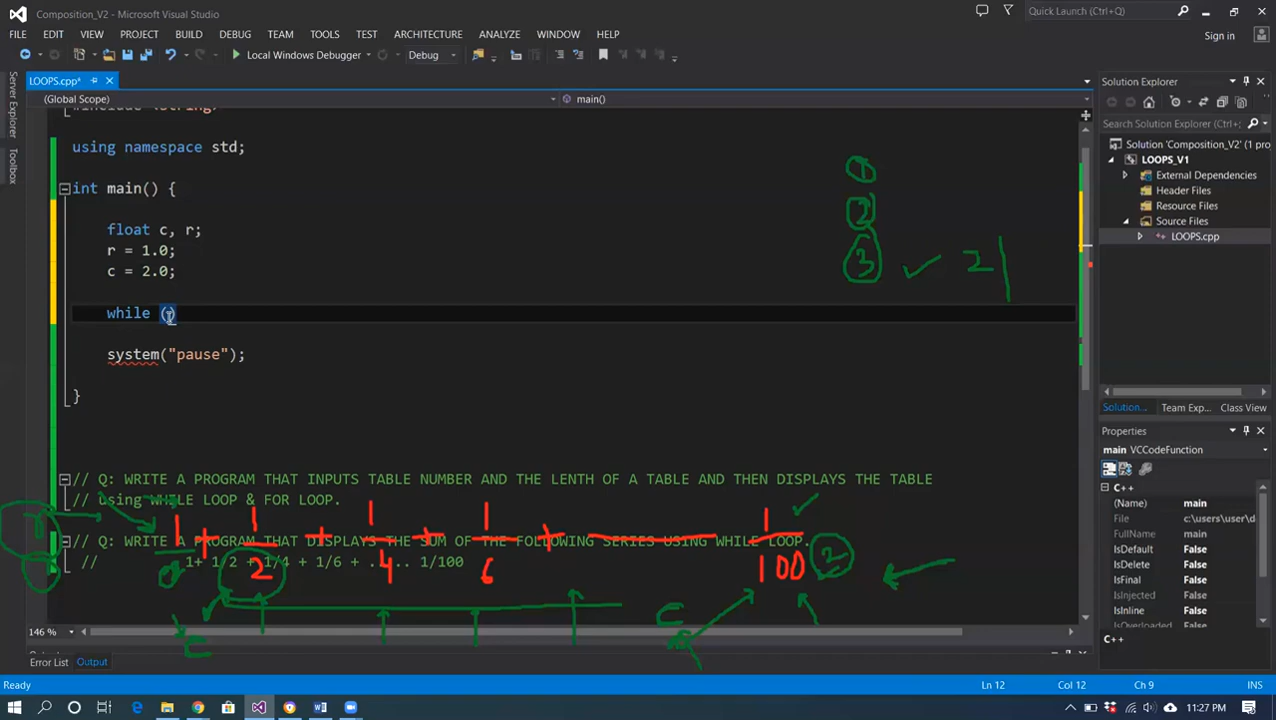 Composition_V2 - Microsoft Visual Studio
Quick Launch (Ctrl+Q)
FILE EDIT VIEW PROJECT BUILD DEBUG TEAM TOOLS TEST ARCHITECTURE ANALYZE WINDOW HELP
Sign in
Local Windows Debugger Debug
Server Explorer
Toolbox
LOOPS.cpp*
(Global Scope) main()
#include <string>
using namespace std;
int main() {
float c, r;
r = 1.0;
c = 2.0;
while ()
system("pause");
}
// Q: WRITE A PROGRAM THAT INPUTS TABLE NUMBER AND THE LENTH OF A TABLE AND THEN DISPLAYS THE TABLE
// using WHILE LOOP & FOR LOOP.
// Q: WRITE A PROGRAM THAT DISPLAYS THE SUM OF THE FOLLOWING SERIES USING WHILE LOOP.
// 1+ 1/2 + 1/4 + 1/6 + .... 1/100
1
2
3 2
1 + 1 + 1 + 1 + 1
2 4 6 100 2
c
146 %
Error List Output
Solution Explorer
Search Solution Explorer (Ctrl+;
Solution 'Composition_V2' (1 pro
LOOPS_V1
External Dependencies
Header Files
Resource Files
Source Files
LOOPS.cpp
Solution... Team Exp... Class View
Properties
main VCCodeFunction
C++
(Name) main
File c:\users\user\d
FullName main
IsDefault False
IsDelete False
IsFinal False
IsInjected False
IsInline False
IsOverloaded False
C++
Ready Ln 12 Col 12 Ch 9 INS
11:27 PM